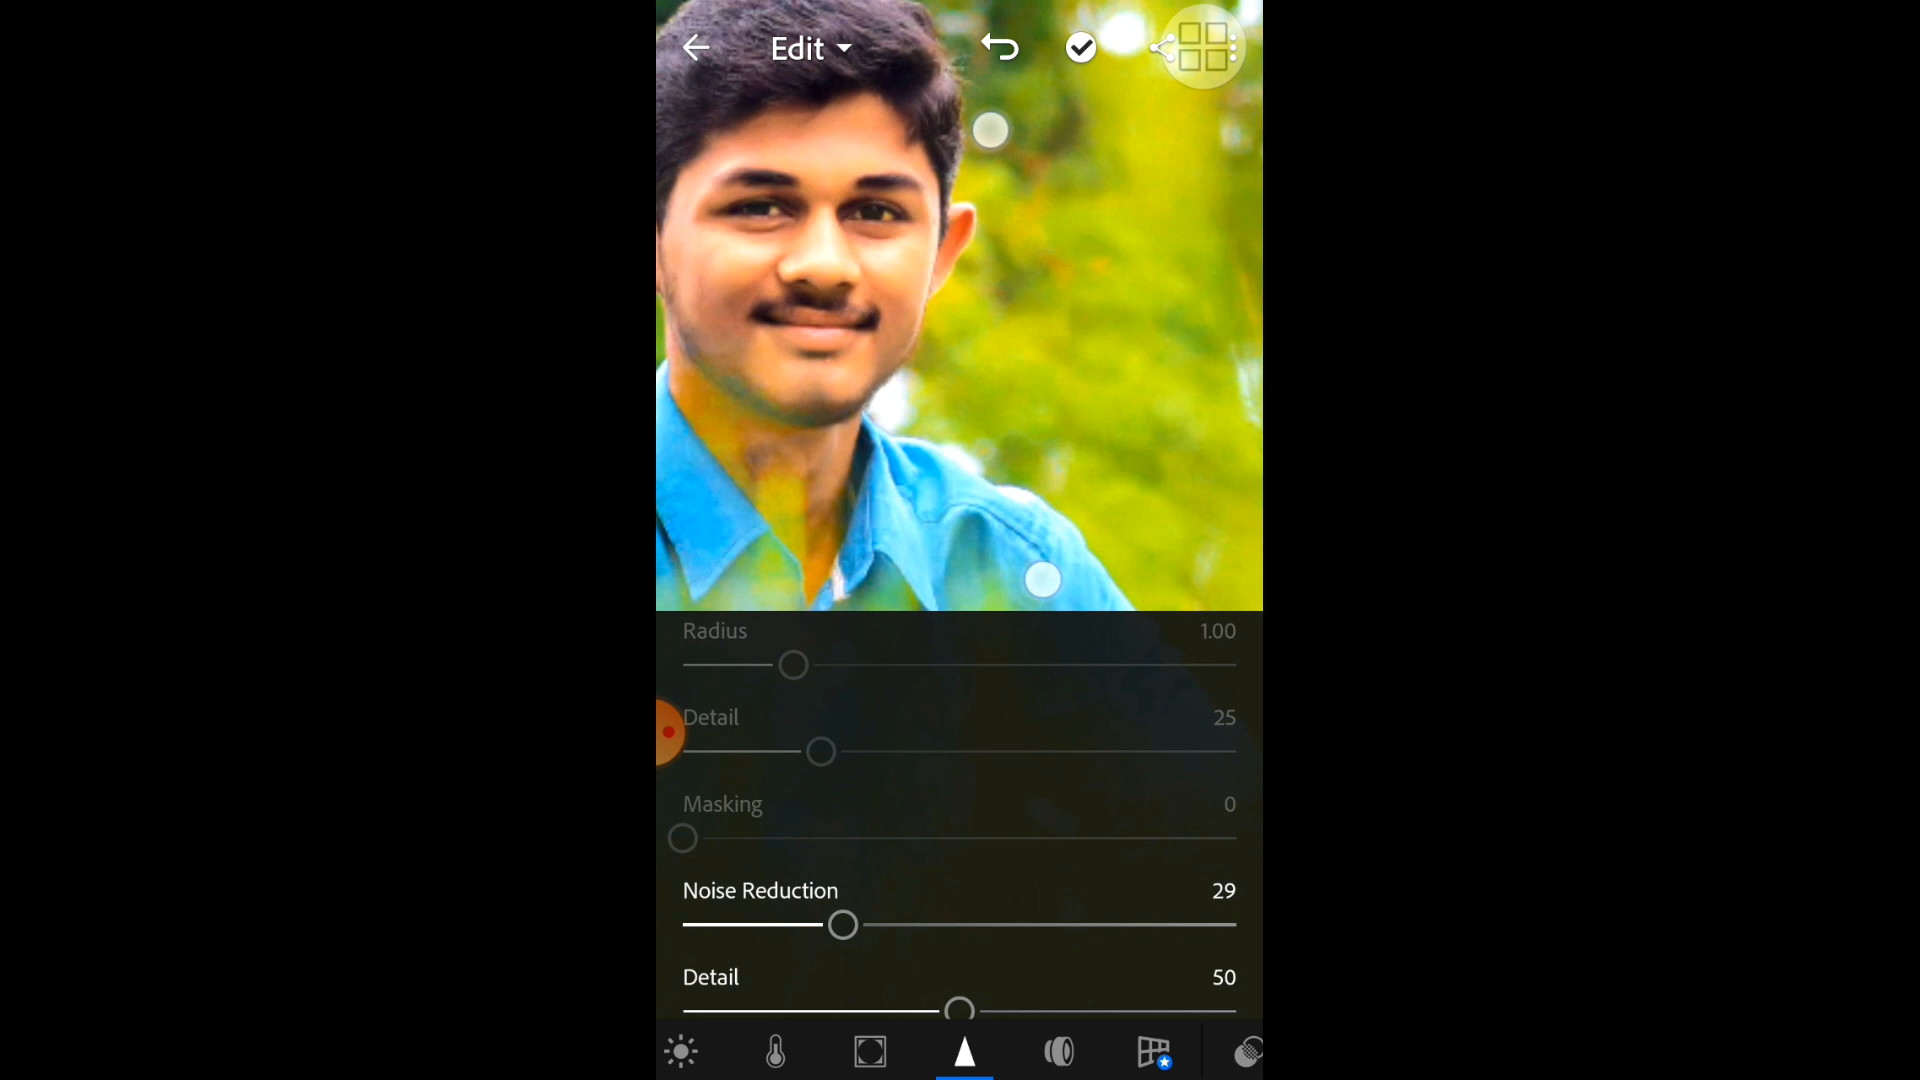 Edit
Radius 1.00
Detail 25
Masking 0
Noise Reduction 29
Detail 50